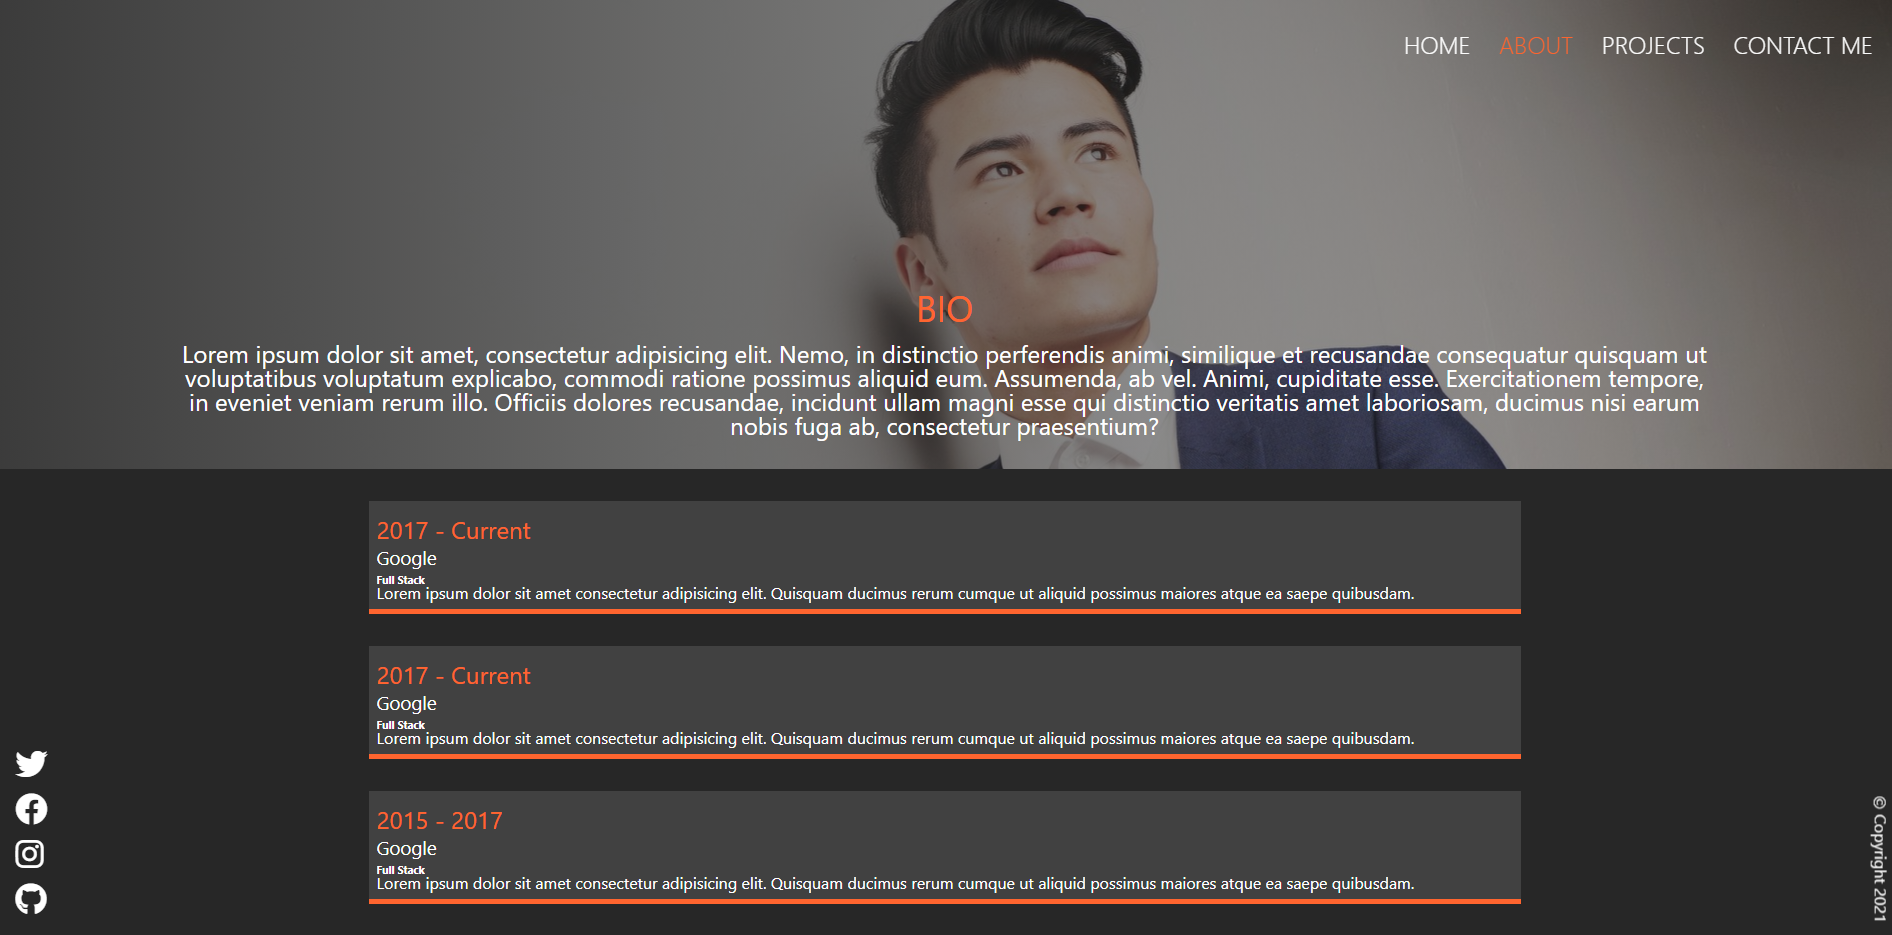 HOME ABOUT PROJECTS CONTACT ME
BIO
Lorem ipsum dolor sit amet, consectetur adipisicing elit. Nemo, in distinctio perferendis animi, similique et recusandae consequatur quisquam ut
voluptatibus voluptatum explicabo, commodi ratione possimus aliquid eum. Assumenda, ab vel. Animi, cupiditate esse. Exercitationem tempore,
in eveniet veniam rerum illo. Officiis dolores recusandae, incidunt ullam magni esse qui distinctio veritatis amet laboriosam, ducimus nisi earum
nobis fuga ab, consectetur praesentium?
2017 - Current
Google
Full Stack
Lorem ipsum dolor sit amet consectetur adipisicing elit. Quisquam ducimus rerum cumque ut aliquid possimus maiores atque ea saepe quibusdam.
2017 - Current
Google
Full Stack
Lorem ipsum dolor sit amet consectetur adipisicing elit. Quisquam ducimus rerum cumque ut aliquid possimus maiores atque ea saepe quibusdam.
2015 - 2017
Google
Full Stack
Lorem ipsum dolor sit amet consectetur adipisicing elit. Quisquam ducimus rerum cumque ut aliquid possimus maiores atque ea saepe quibusdam.
© Copyright 2021